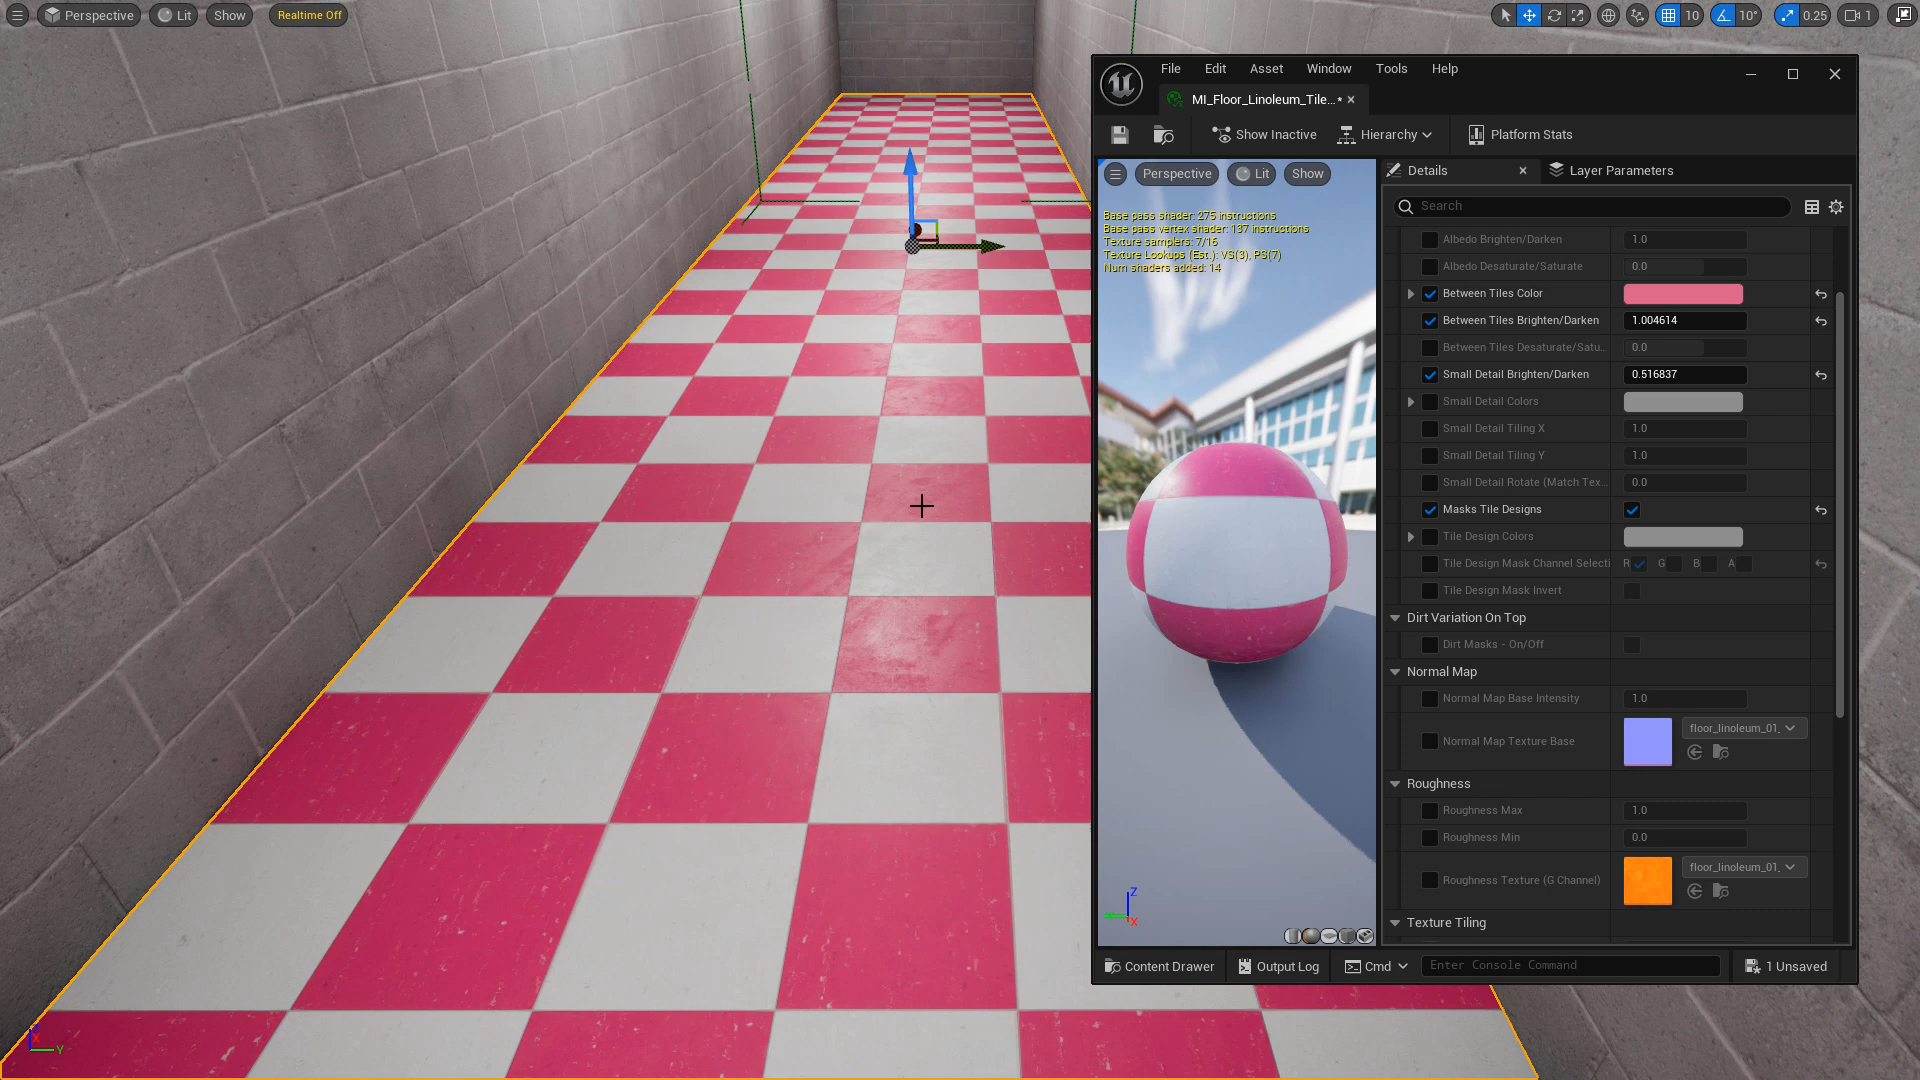 Perspective
Lit
Show
Realtime Off
10
10°
0.25
1
File
Edit
Asset
Window
Tools
Help
MI_Floor_Linoleum_Tile...*
Show Inactive
Hierarchy
Platform Stats
Perspective
Lit
Show
Base pass shader: 275 instructions
Base pass vertex shader: 137 instructions
Texture samplers: 7/16
Texture Lookups (Est.): VS(3), PS(7)
Num shaders added: 14
Details
Layer Parameters
Search
Albedo Brighten/Darken
1.0
Albedo Desaturate/Saturate
0.0
Between Tiles Color
Between Tiles Brighten/Darken
1.004614
Between Tiles Desaturate/Satu...
0.0
Small Detail Brighten/Darken
0.516837
Small Detail Colors
Small Detail Tiling X
1.0
Small Detail Tiling Y
1.0
Small Detail Rotate (Match Tex...
0.0
Masks Tile Designs
Tile Design Colors
Tile Design Mask Channel Selecti
R
G
B
A
Tile Design Mask Invert
Dirt Variation On Top
Dirt Masks - On/Off
Normal Map
Normal Map Base Intensity
1.0
Normal Map Texture Base
floor_linoleum_01_
Roughness
Roughness Max
1.0
Roughness Min
0.0
Roughness Texture (G Channel)
floor_linoleum_01_
Texture Tiling
Z
X
Content Drawer
Output Log
Cmd
Enter Console Command
1 Unsaved
X
Y